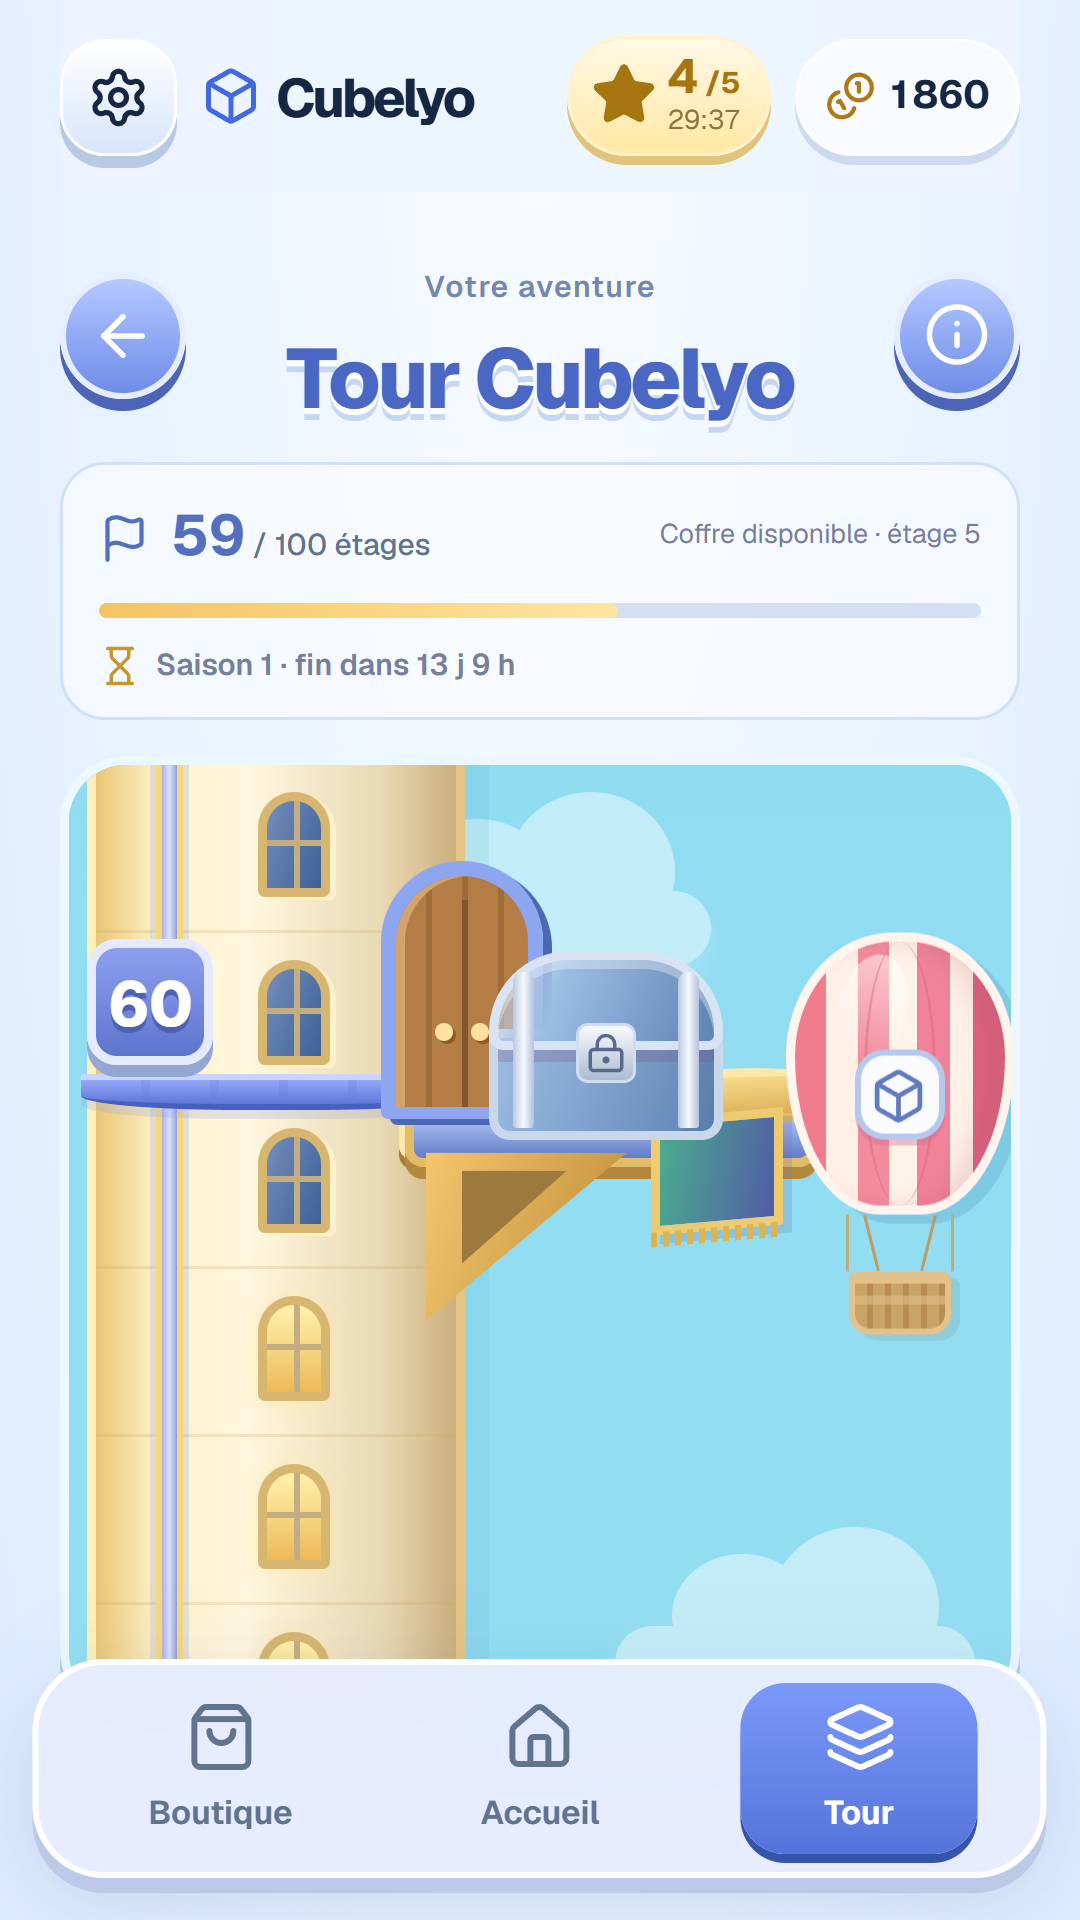 Cubelyo
4 /5
29:37
1860
Votre aventure
Tour Cubelyo
59 / 100 étages
Coffre disponible · étage 5
Saison 1 · fin dans 13 j 9 h
60
Boutique
Accueil
Tour